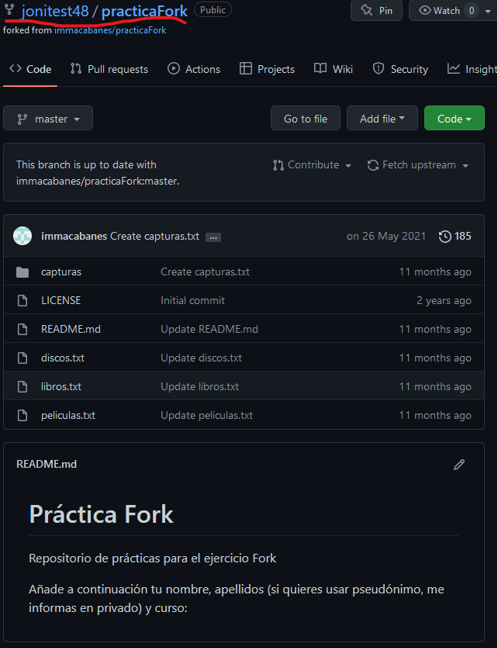 jonitest48 / practicaFork Public Pin Watch 0
forked from immacabanes/practicaFork
Code Pull requests Actions Projects Wiki Security Insight
master Go to file Add file Code
This branch is up to date with Contribute Fetch upstream
immacabanes/practicaFork:master.
immacabanes Create capturas.txt ... on 26 May 2021 185
capturas Create capturas.txt 11 months ago
LICENSE Initial commit 2 years ago
README.md Update README.md 11 months ago
discos.txt Update discos.txt 11 months ago
libros.txt Update libros.txt 11 months ago
peliculas.txt Update peliculas.txt 11 months ago
README.md
Práctica Fork
Repositorio de prácticas para el ejercicio Fork
Añade a continuación tu nombre, apellidos (si quieres usar pseudónimo, me
informas en privado) y curso: